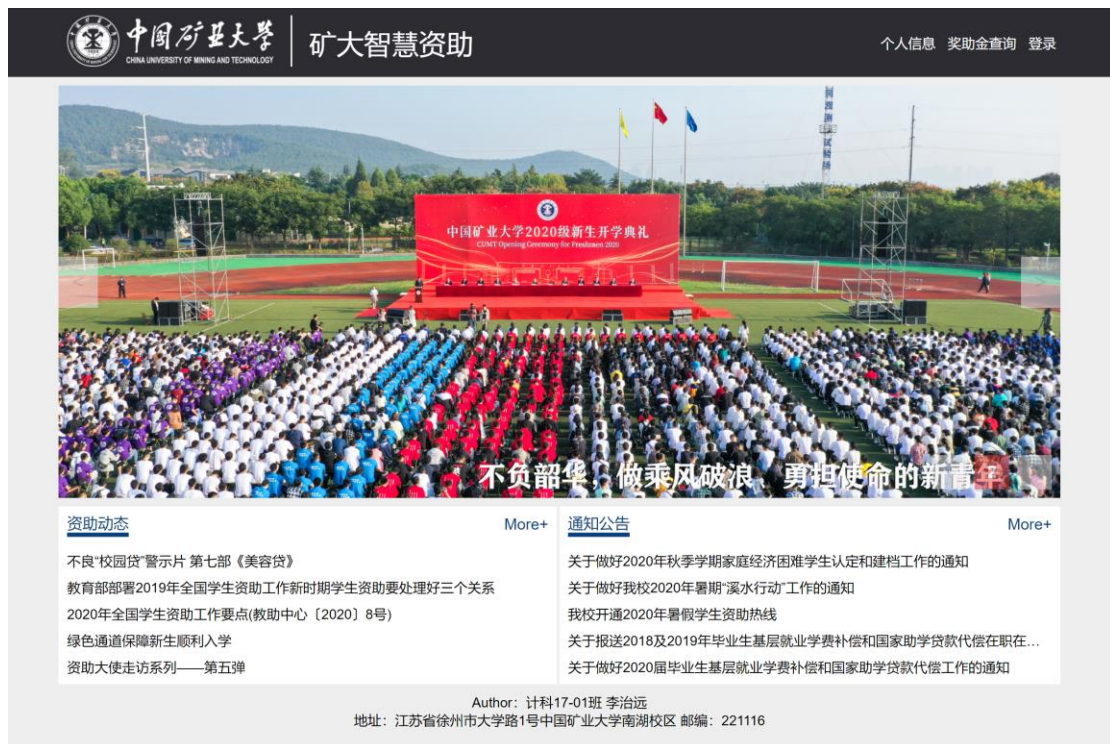 中国矿业大学
CHINA UNIVERSITY OF MINING AND TECHNOLOGY
矿大智慧资助
个人信息 奖助金查询 登录
中国矿业大学2020级新生开学典礼
CUMT Opening Ceremony for Freshmen 2020
不负韶华，做乘风破浪、勇担使命的新青年
资助动态 More+
不良“校园贷”警示片 第七部《美容贷》
教育部部署2019年全国学生资助工作新时期学生资助要处理好三个关系
2020年全国学生资助工作要点(教助中心〔2020〕8号)
绿色通道保障新生顺利入学
资助大使走访系列——第五弹
通知公告 More+
关于做好2020年秋季学期家庭经济困难学生认定和建档工作的通知
关于做好我校2020年暑期“溪水行动”工作的通知
我校开通2020年暑假学生资助热线
关于报送2018及2019年毕业生基层就业学费补偿和国家助学贷款代偿在职在…
关于做好2020届毕业生基层就业学费补偿和国家助学贷款代偿工作的通知
Author：计科17-01班 李治远
地址：江苏省徐州市大学路1号中国矿业大学南湖校区 邮编：221116